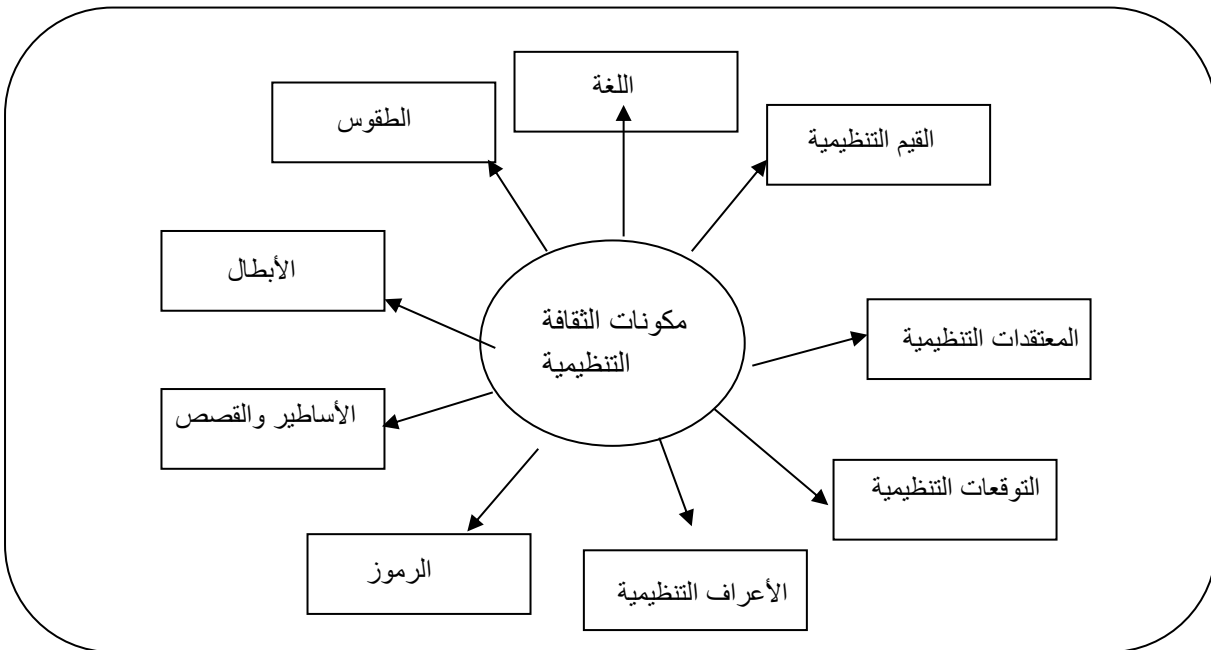 اللغة
الطقوس
القيم التنظيمية
الأبطال
مكونات الثقافة
التنظيمية
المعتقدات التنظيمية
الأساطير والقصص
التوقعات التنظيمية
الرموز
الأعراف التنظيمية